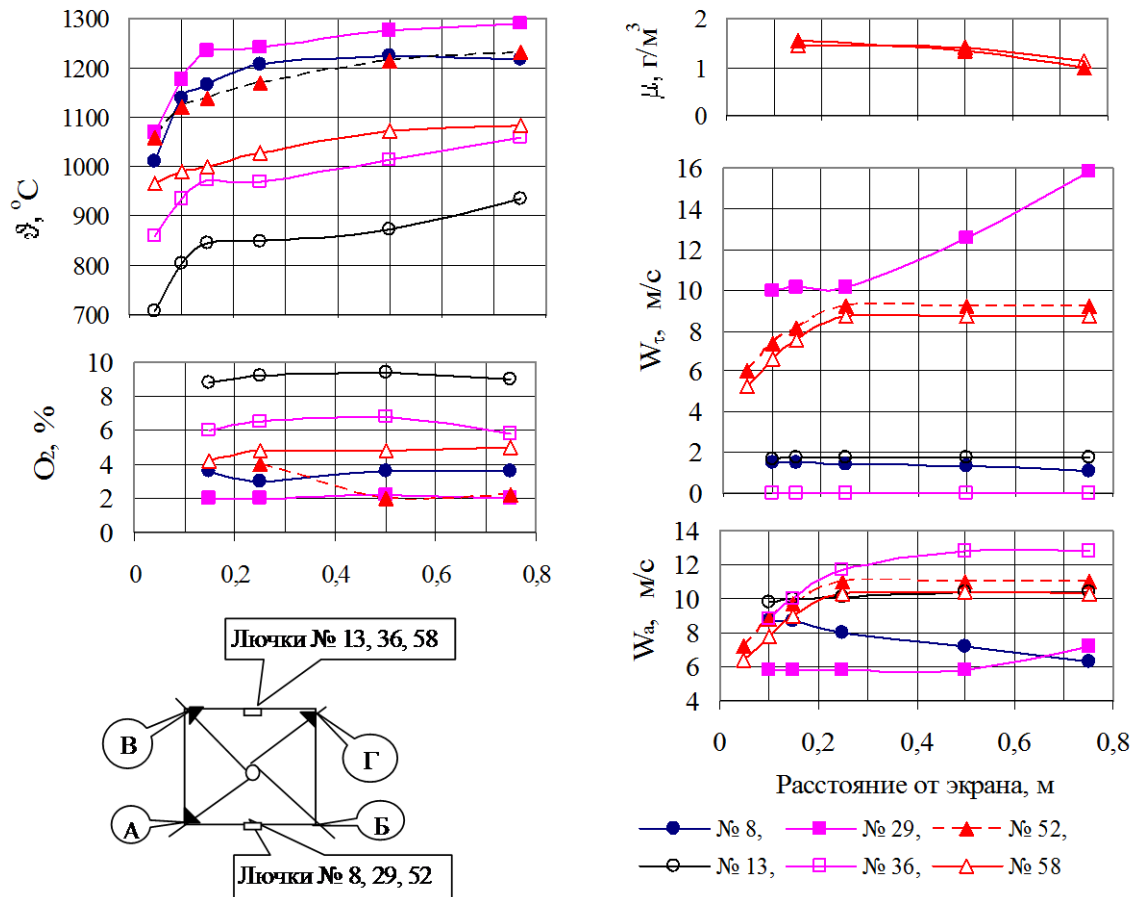 1300
1200
1100
1000
900
800
700
ϑ, °C
10
8
6
4
2
0
O₂, %
0
0,2
0,4
0,6
0,8
Лючки № 13, 36, 58
В
Г
А
Б
Лючки № 8, 29, 52
2
1
0
μ, г/м³
16
14
12
10
8
6
4
2
0
Wτ, м/с
14
12
10
8
6
4
Wa, м/с
0
0,2
0,4
0,6
0,8
Расстояние от экрана, м
№ 8, № 29, № 52,
№ 13, № 36, № 58